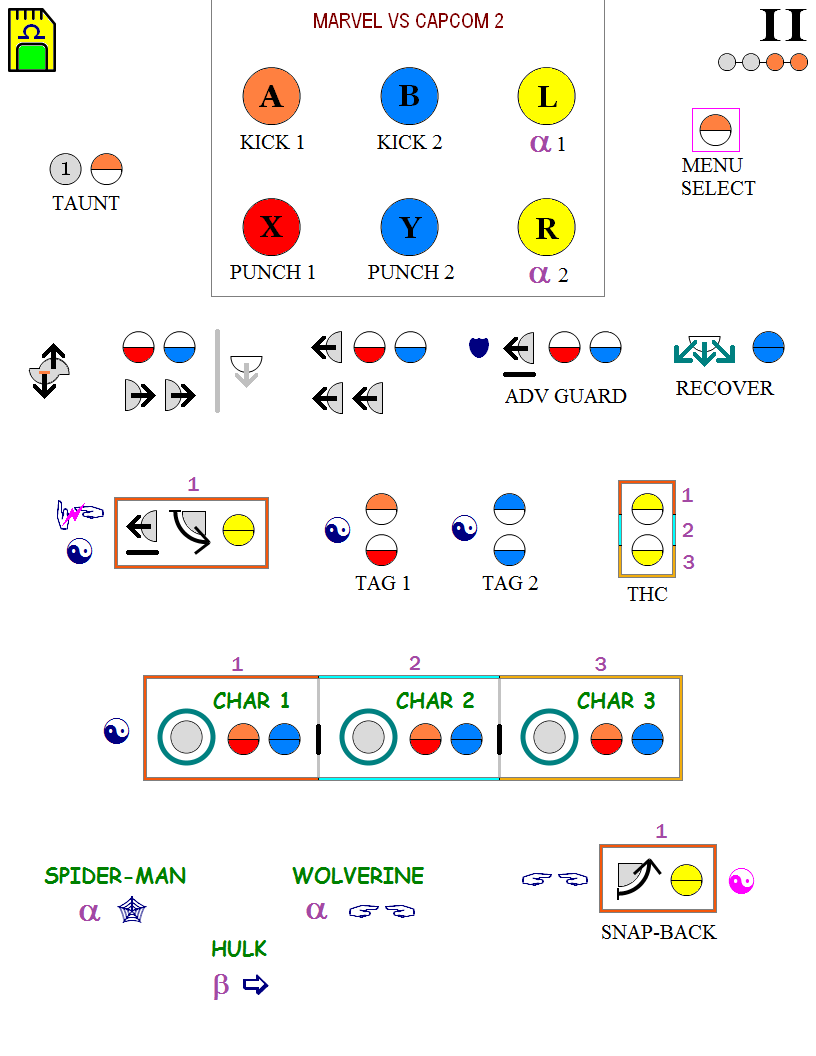 Ω
MARVEL VS CAPCOM 2
II
A
B
L
KICK 1
KICK 2
α 1
MENU
SELECT
1
TAUNT
X
Y
R
PUNCH 1
PUNCH 2
α 2
ADV GUARD
RECOVER
1
TAG 1
TAG 2
1
2
3
THC
1
2
3
CHAR 1
CHAR 2
CHAR 3
1
SPIDER-MAN
WOLVERINE
α
α
SNAP-BACK
HULK
β